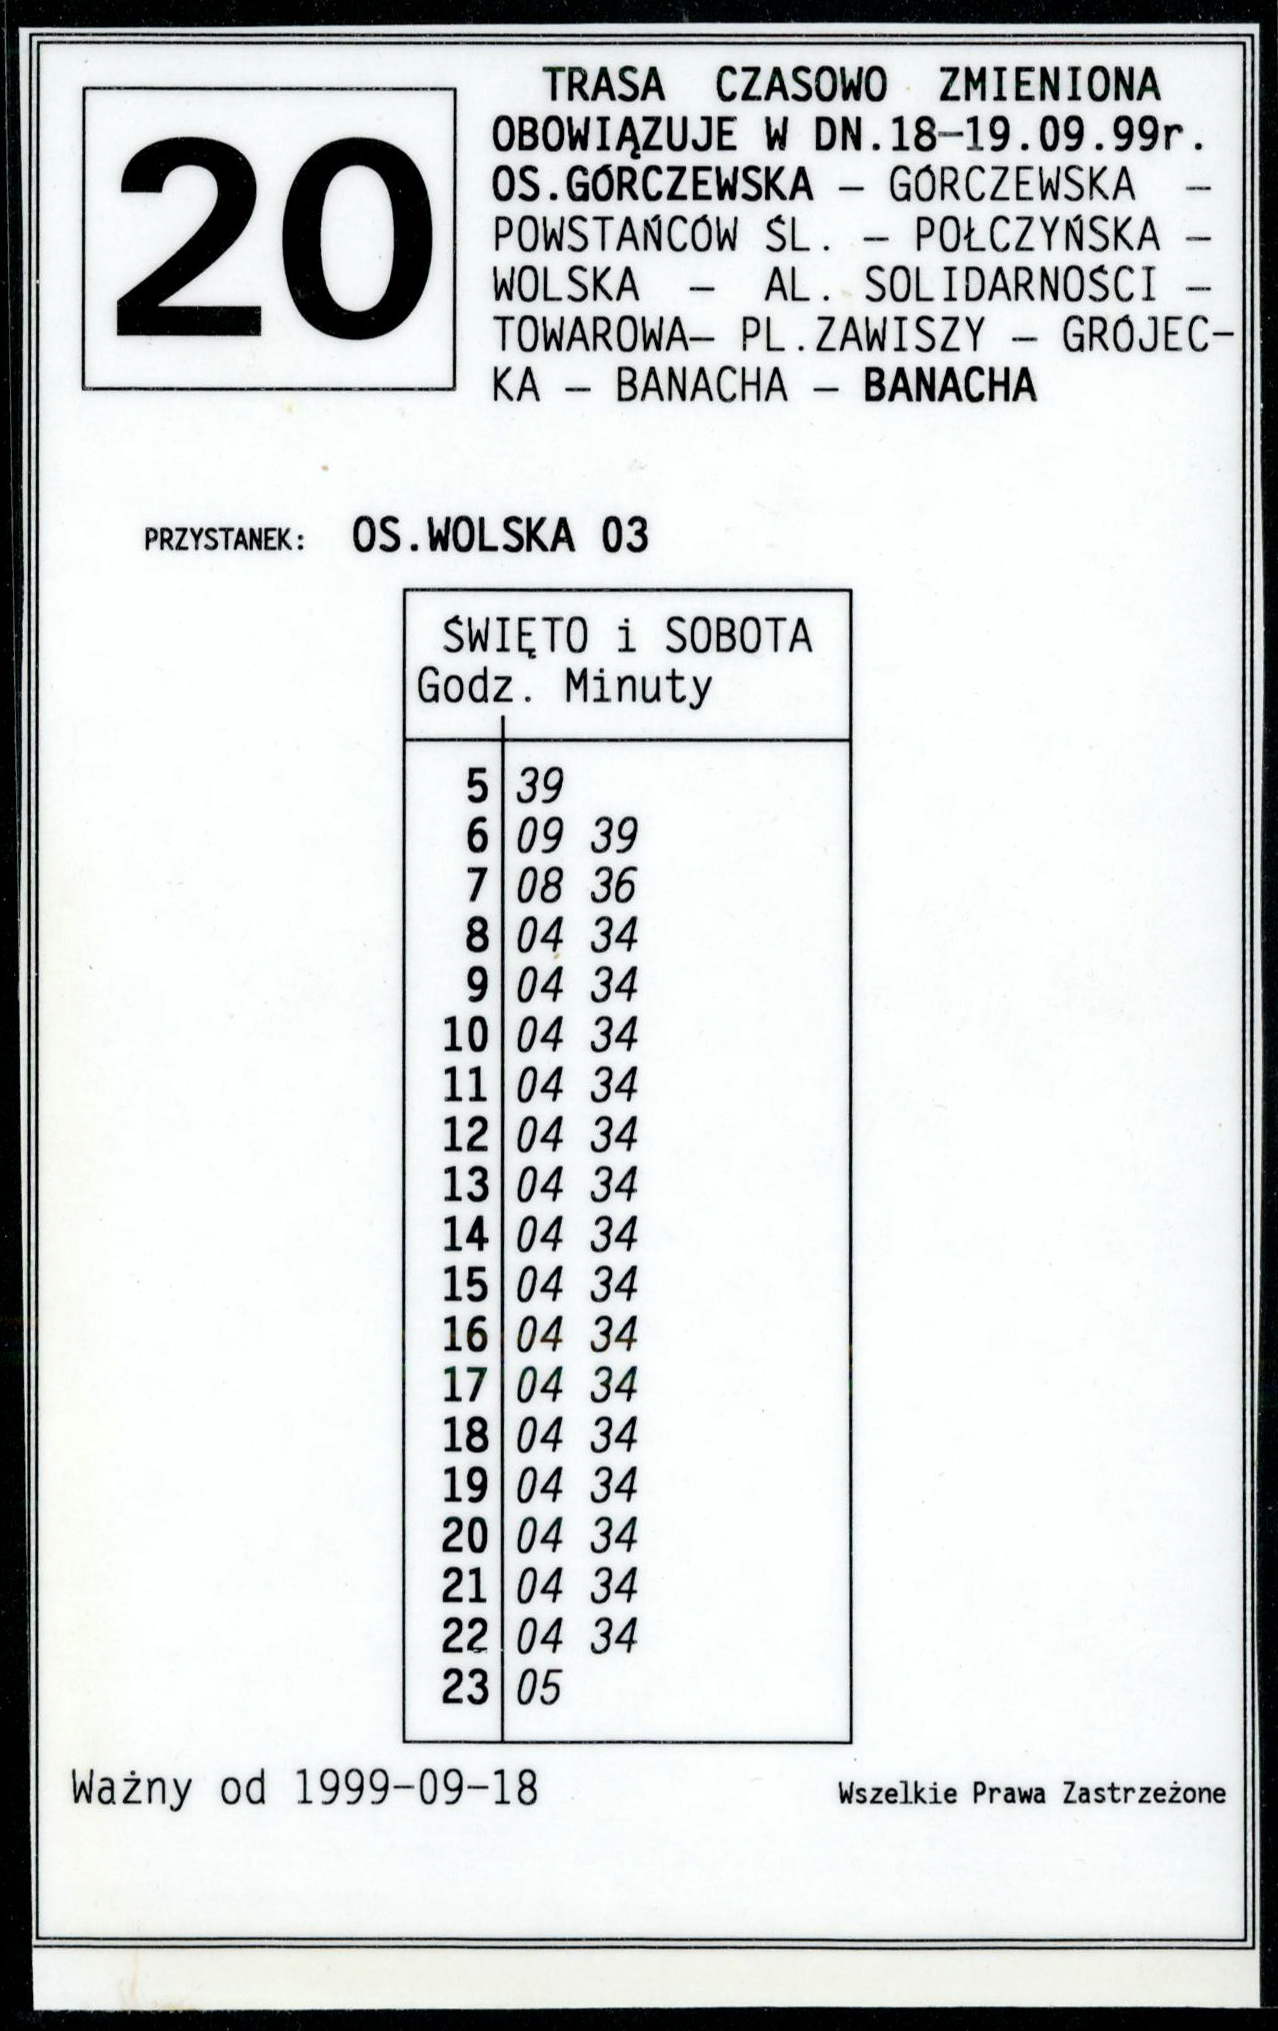 20
TRASA CZASOWO ZMIENIONA
OBOWIĄZUJE W DN.18-19.09.99r.
OS.GÓRCZEWSKA – GÓRCZEWSKA –
POWSTAŃCÓW ŚL. – POŁCZYŃSKA –
WOLSKA – AL. SOLIDARNOŚCI –
TOWAROWA– PL.ZAWISZY – GRÓJEC-
KA – BANACHA – BANACHA
PRZYSTANEK: OS.WOLSKA 03
ŚWIĘTO i SOBOTA
Godz. Minuty
5 39
6 09 39
7 08 36
8 04 34
9 04 34
10 04 34
11 04 34
12 04 34
13 04 34
14 04 34
15 04 34
16 04 34
17 04 34
18 04 34
19 04 34
20 04 34
21 04 34
22 04 34
23 05
Ważny od 1999-09-18
Wszelkie Prawa Zastrzeżone